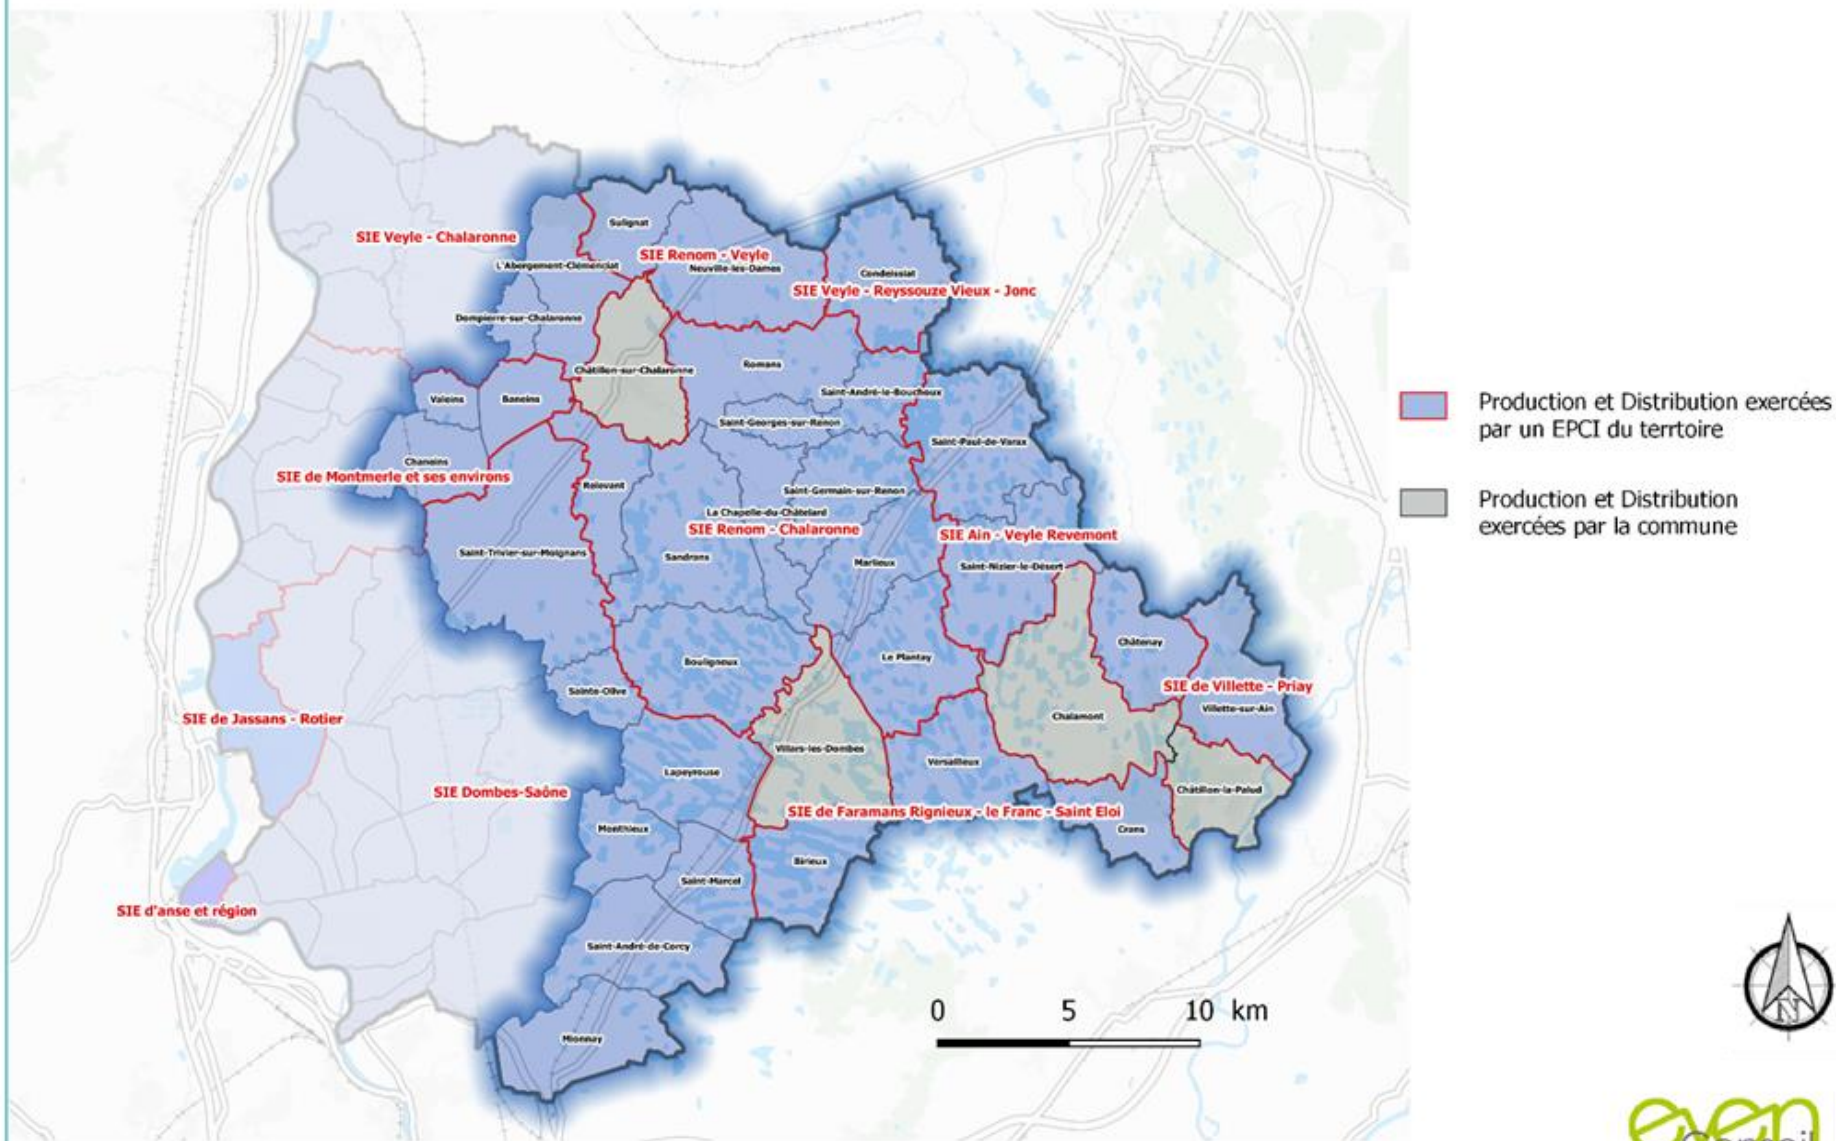 Sulignat
SIE Veyle - Chalaronne
SIE Renom - Veyle
L'Abergement-Clémenciat
Neuville-les-Dames
Condeissiat
SIE Veyle - Reyssouze Vieux - Jonc
Dompierre-sur-Chalaronne
Châtillon-sur-Chalaronne
Romans
Saint-André-le-Bouchoux
Valeins
Baneins
Saint-Georges-sur-Renon
Saint-Paul-de-Varax
Chaneins
SIE de Montmerle et ses environs
Relevant
Saint-Germain-sur-Renon
La Chapelle-du-Châtelard
SIE Renom - Chalaronne
SIE Ain - Veyle Revermont
Saint-Trivier-sur-Moignans
Sandrans
Marlieux
Saint-Nizier-le-Désert
Châtenay
Bouligneux
Le Plantay
Sainte-Olive
SIE de Villette - Priay
Villette-sur-Ain
SIE de Jassans - Rotier
Chalamont
Villars-les-Dombes
Versailleux
Lapeyrouse
SIE Dombes-Saône
Châtillon-la-Palud
SIE de Faramans Rignieux - le Franc - Saint Eloi
Monthieux
Crans
Birieux
Saint-Marcel
SIE d'anse et région
Saint-André-de-Corcy
Mionnay
Production et Distribution exercées
par un EPCI du terrtoire
Production et Distribution
exercées par la commune
0 5 10 km
N
even
Conseil